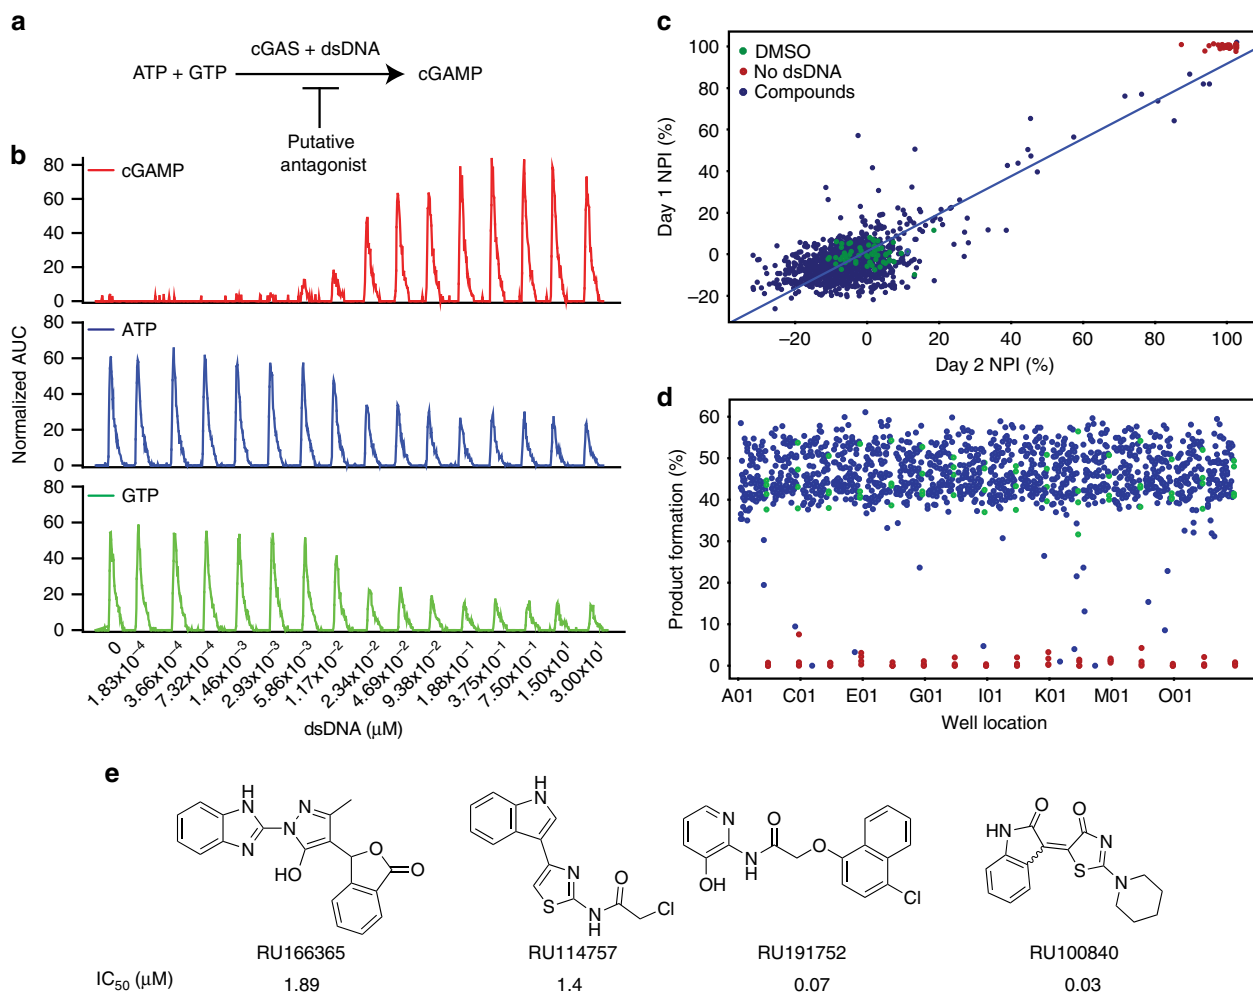 a
cGAS + dsDNA
ATP + GTP
cGAMP
Putative
antagonist
b
Normalized AUC
80
60
40
20
0
cGAMP
80
60
40
20
0
ATP
80
60
40
20
0
GTP
0
1.83x10⁻⁴
3.66x10⁻⁴
7.32x10⁻⁴
1.46x10⁻³
2.93x10⁻³
5.86x10⁻³
1.17x10⁻²
2.34x10⁻²
4.69x10⁻²
9.38x10⁻²
1.88x10⁻¹
3.75x10⁻¹
7.50x10⁻¹
1.50x10¹
3.00x10¹
dsDNA (μM)
c
Day 1 NPI (%)
100
80
60
40
20
0
−20
DMSO
No dsDNA
Compounds
−20 0 20 40 60 80 100
Day 2 NPI (%)
d
Product formation (%)
60
50
40
30
20
10
0
A01 C01 E01 G01 I01 K01 M01 O01
Well location
e
H
N
N
N
N
HO
O
O
RU166365
H
N
N
S
N
H
O
Cl
RU114757
N
OH
N
H
O
O
Cl
RU191752
HN
O
O
N
S
N
RU100840
IC₅₀ (μM) 1.89 1.4 0.07 0.03